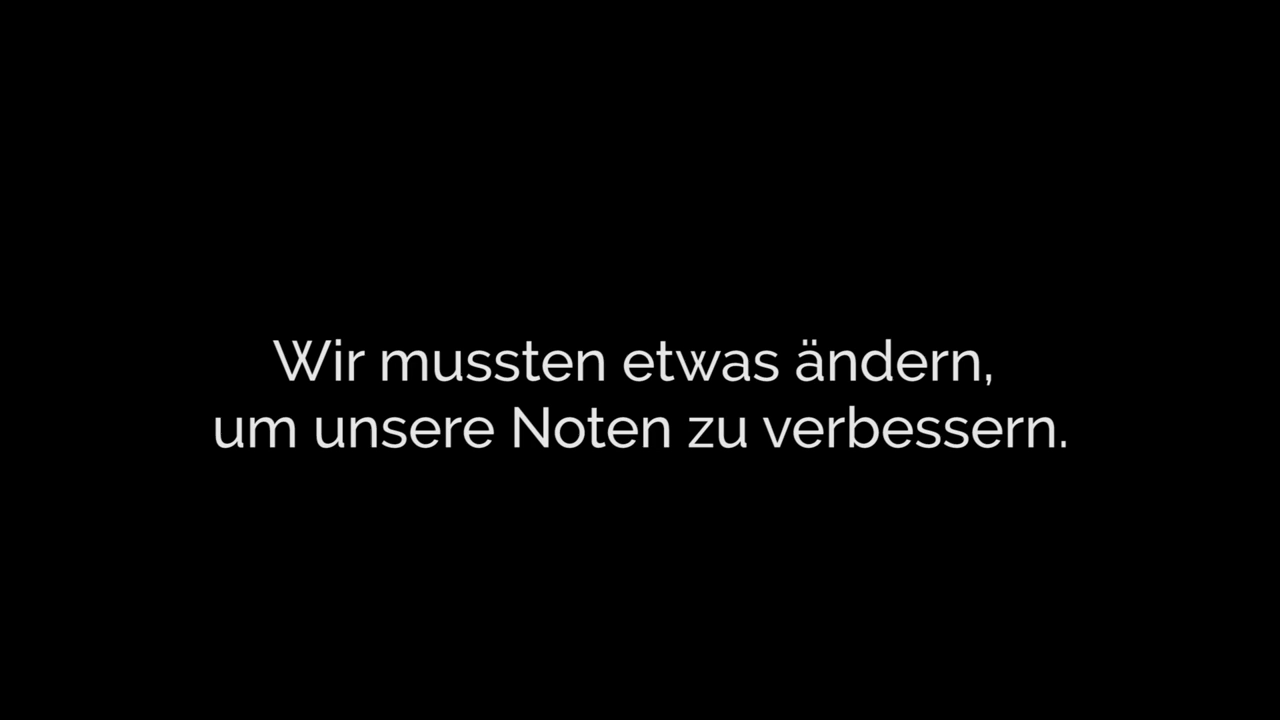 Wir mussten etwas ändern,
um unsere Noten zu verbessern.